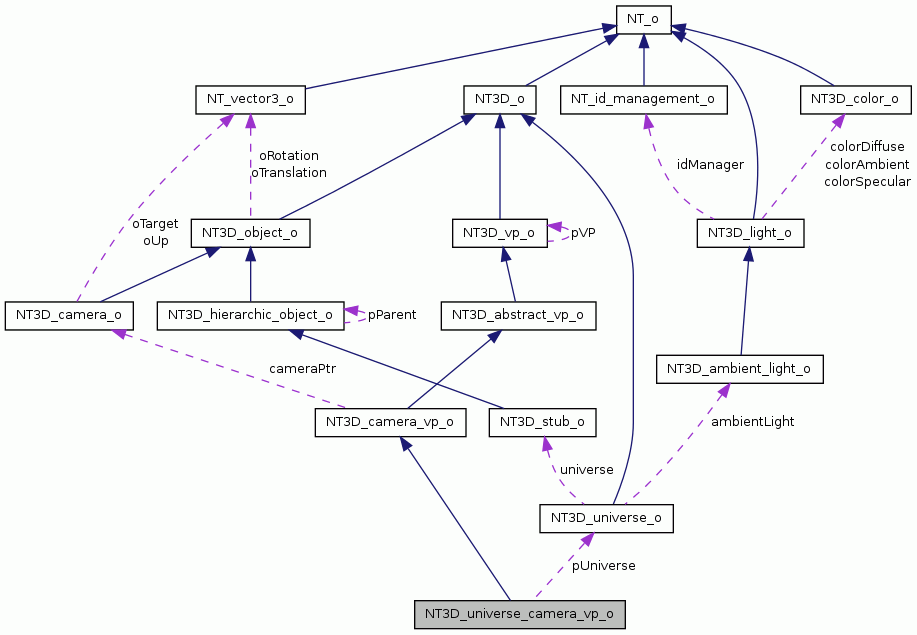 NT_o
NT_vector3_o
NT3D_o
NT_id_management_o
NT3D_color_o
oRotation
oTranslation
idManager
colorDiffuse
colorAmbient
colorSpecular
oTarget
oUp
NT3D_object_o
NT3D_vp_o
pVP
NT3D_light_o
NT3D_camera_o
NT3D_hierarchic_object_o
pParent
NT3D_abstract_vp_o
cameraPtr
NT3D_ambient_light_o
NT3D_camera_vp_o
NT3D_stub_o
ambientLight
universe
NT3D_universe_o
pUniverse
NT3D_universe_camera_vp_o